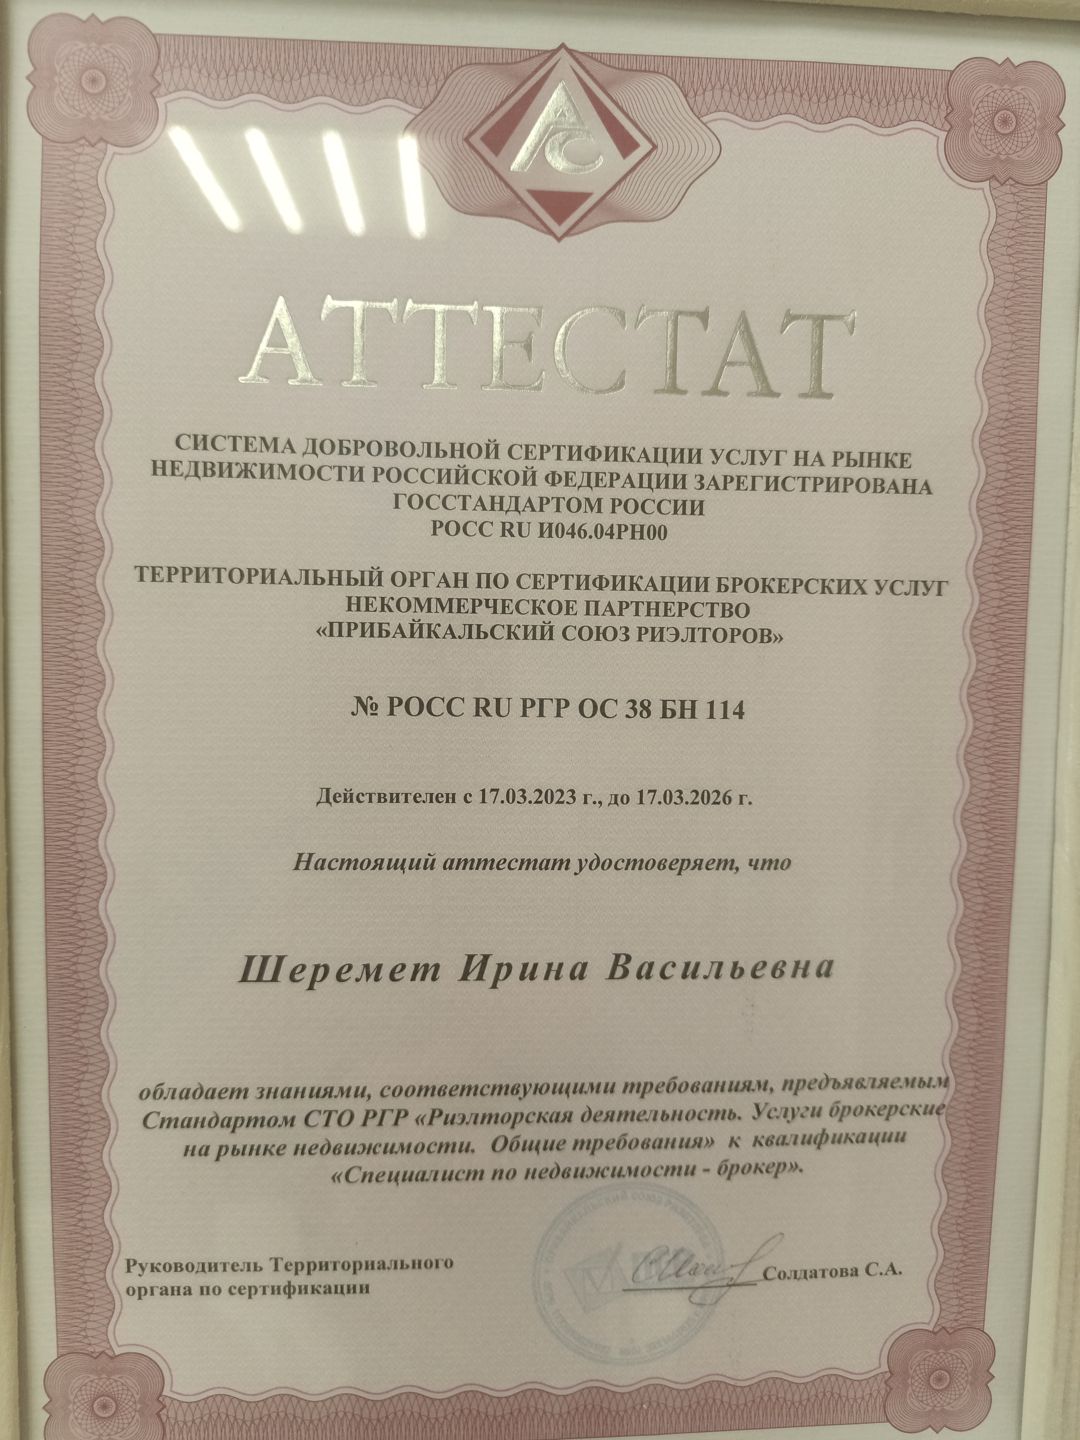 АС
АТТЕСТАТ
СИСТЕМА ДОБРОВОЛЬНОЙ СЕРТИФИКАЦИИ УСЛУГ НА РЫНКЕ
НЕДВИЖИМОСТИ РОССИЙСКОЙ ФЕДЕРАЦИИ ЗАРЕГИСТРИРОВАНА
ГОССТАНДАРТОМ РОССИИ
РОСС RU И046.04РН00
ТЕРРИТОРИАЛЬНЫЙ ОРГАН ПО СЕРТИФИКАЦИИ БРОКЕРСКИХ УСЛУГ
НЕКОММЕРЧЕСКОЕ ПАРТНЕРСТВО
«ПРИБАЙКАЛЬСКИЙ СОЮЗ РИЭЛТОРОВ»
№ РОСС RU РГР ОС 38 БН 114
Действителен с 17.03.2023 г., до 17.03.2026 г.
Настоящий аттестат удостоверяет, что
Шеремет Ирина Васильевна
обладает знаниями, соответствующими требованиям, предъявляемым
Стандартом СТО РГР «Риэлторская деятельность. Услуги брокерские
на рынке недвижимости. Общие требования» к квалификации
«Специалист по недвижимости - брокер».
Руководитель Территориального
органа по сертификации
Солдатова С.А.